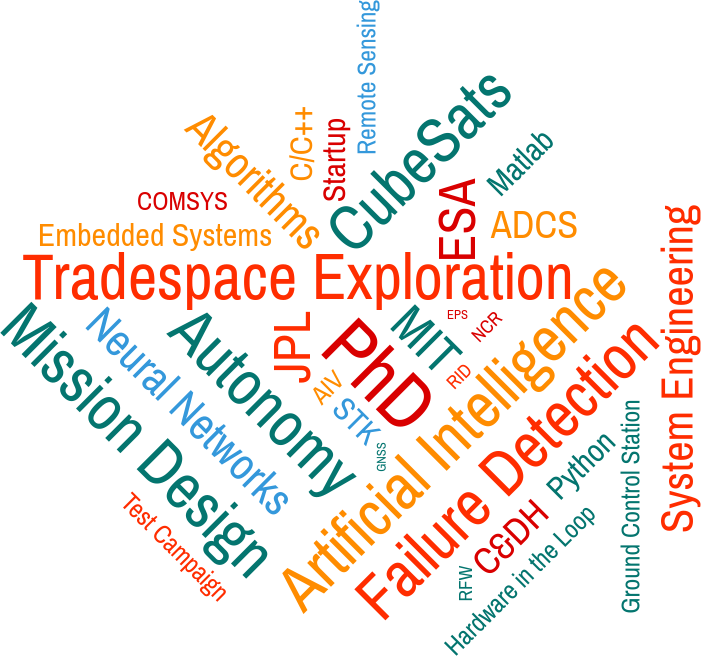 Remote Sensing
CubeSats
C/C++
Startup
Algorithms
Matlab
COMSYS
ESA
ADCS
Embedded Systems
System Engineering
Tradespace Exploration
Mission Design
Neural Networks
Autonomy
JPL
PhD
MIT
EPS
NCR
RID
AIV
STK
GNSS
Artificial Intelligence
Failure Detection
Python
Ground Control Station
Test Campaign
C&DH
RFW
Hardware in the Loop